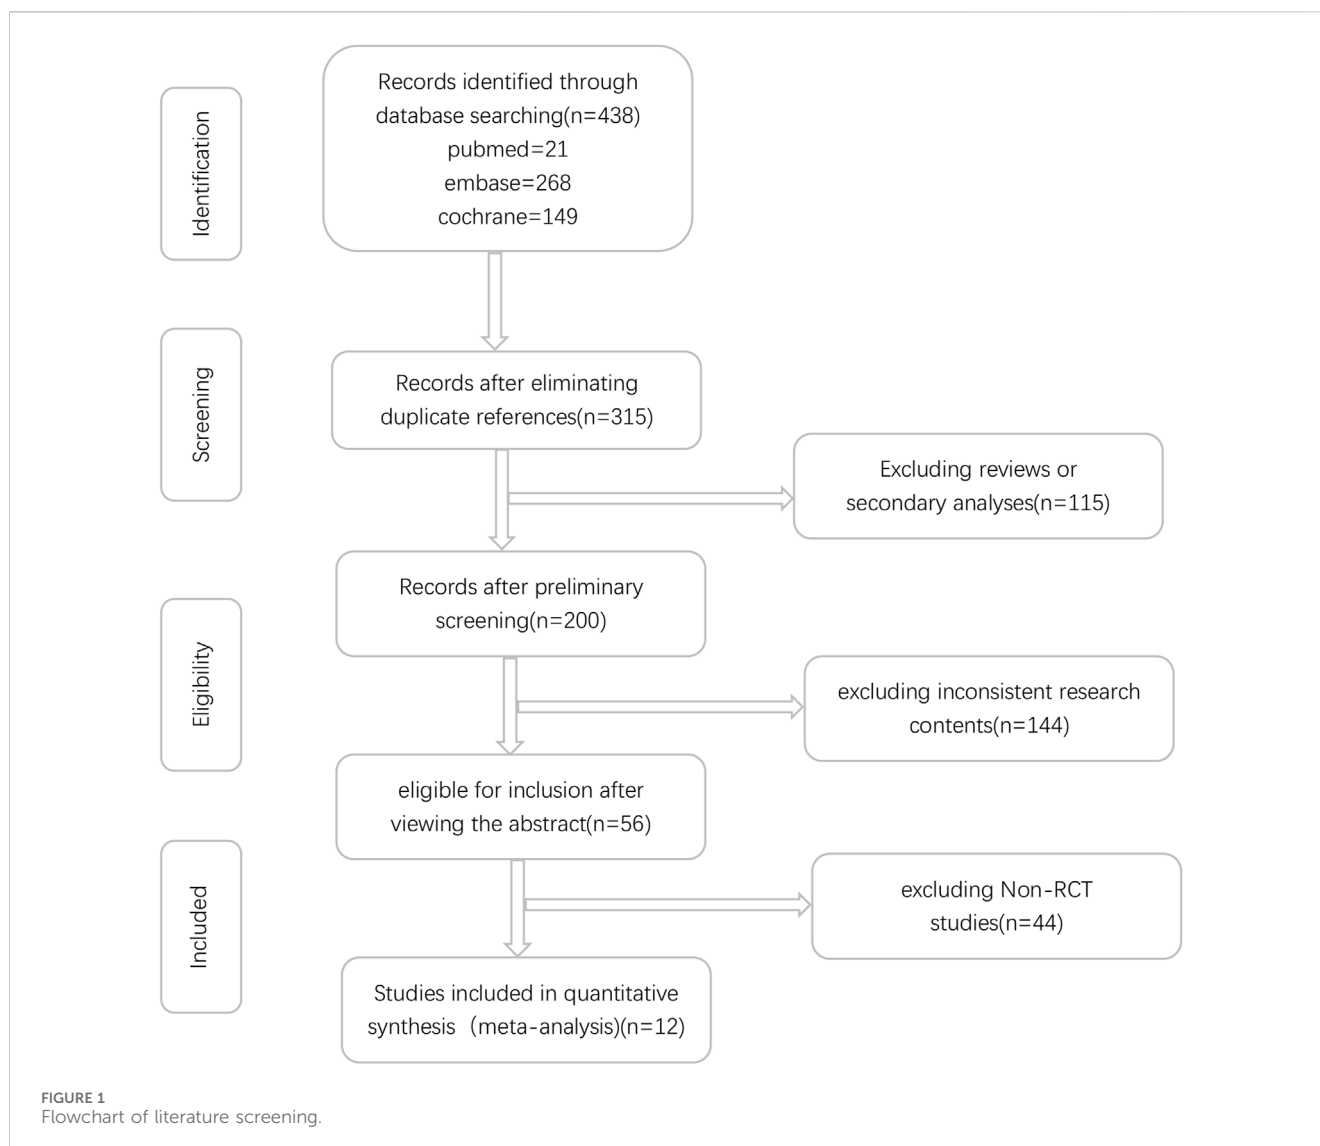 Identification
Records identified through
database searching(n=438)
pubmed=21
embase=268
cochrane=149
Screening
Records after eliminating
duplicate references(n=315)
Excluding reviews or
secondary analyses(n=115)
Records after preliminary
screening(n=200)
Eligibility
excluding inconsistent research
contents(n=144)
eligible for inclusion after
viewing the abstract(n=56)
Included
excluding Non-RCT
studies(n=44)
Studies included in quantitative
synthesis（meta-analysis)(n=12)
FIGURE 1
Flowchart of literature screening.